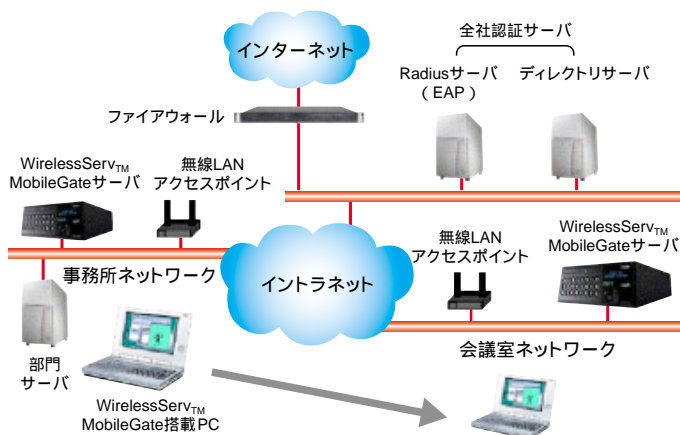 インターネット
全社認証サーバ
Radiusサーバ
（EAP）
ディレクトリサーバ
ファイアウォール
WirelessServTM
MobileGateサーバ
無線LAN
アクセスポイント
事務所ネットワーク
イントラネット
無線LAN
アクセスポイント
WirelessServTM
MobileGateサーバ
会議室ネットワーク
部門
サーバ
WirelessServTM
MobileGate搭載PC